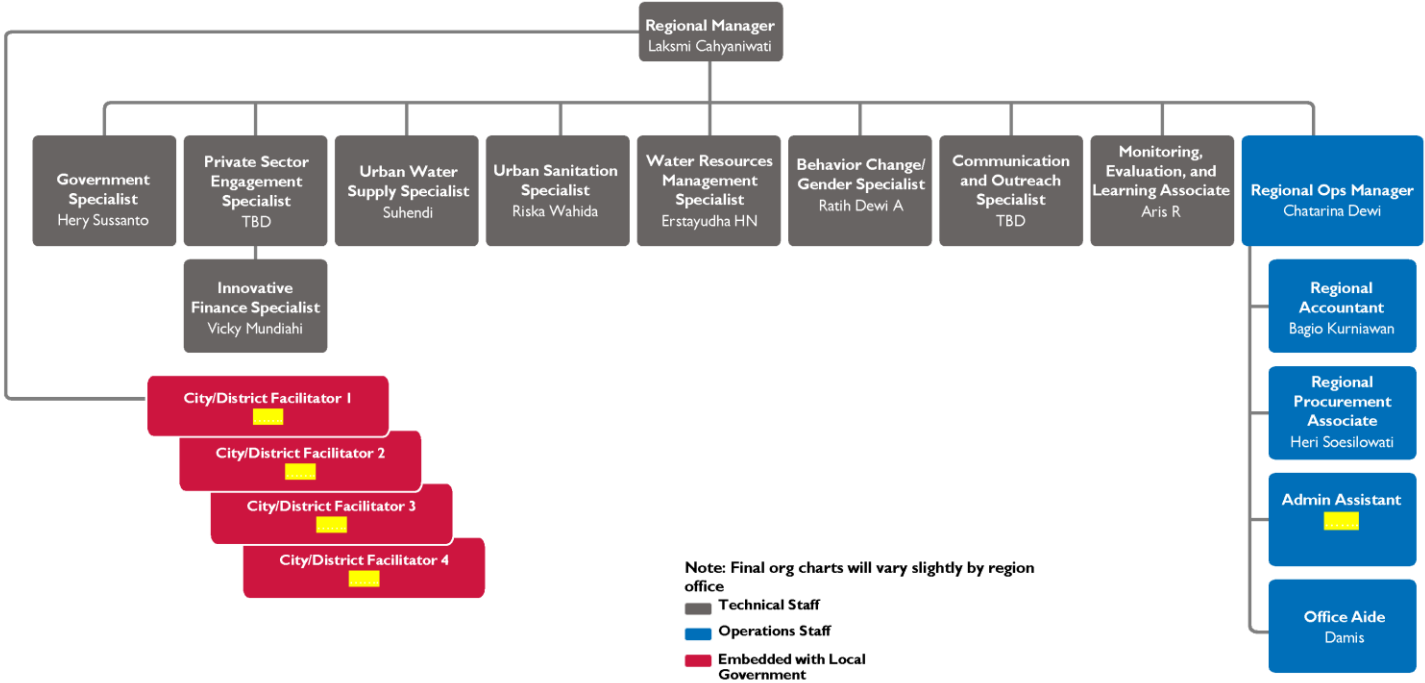 Regional Manager
Laksmi Cahyaniwati
Government
Specialist
Hery Sussanto
Private Sector
Engagement
Specialist
TBD
Urban Water
Supply Specialist
Suhendi
Urban Sanitation
Specialist
Riska Wahida
Water Resources
Management
Specialist
Erstayudha HN
Behavior Change/
Gender Specialist
Ratih Dewi A
Communication
and Outreach
Specialist
TBD
Monitoring,
Evaluation, and
Learning Associate
Aris R
Regional Ops Manager
Chatarina Dewi
Innovative
Finance Specialist
Vicky Mundiahi
Regional
Accountant
Bagio Kurniawan
Regional
Procurement
Associate
Heri Soesilowati
Admin Assistant
.......
Office Aide
Damis
City/District Facilitator 1
......
City/District Facilitator 2
......
City/District Facilitator 3
......
City/District Facilitator 4
......
Note: Final org charts will vary slightly by region
office
Technical Staff
Operations Staff
Embedded with Local
Government